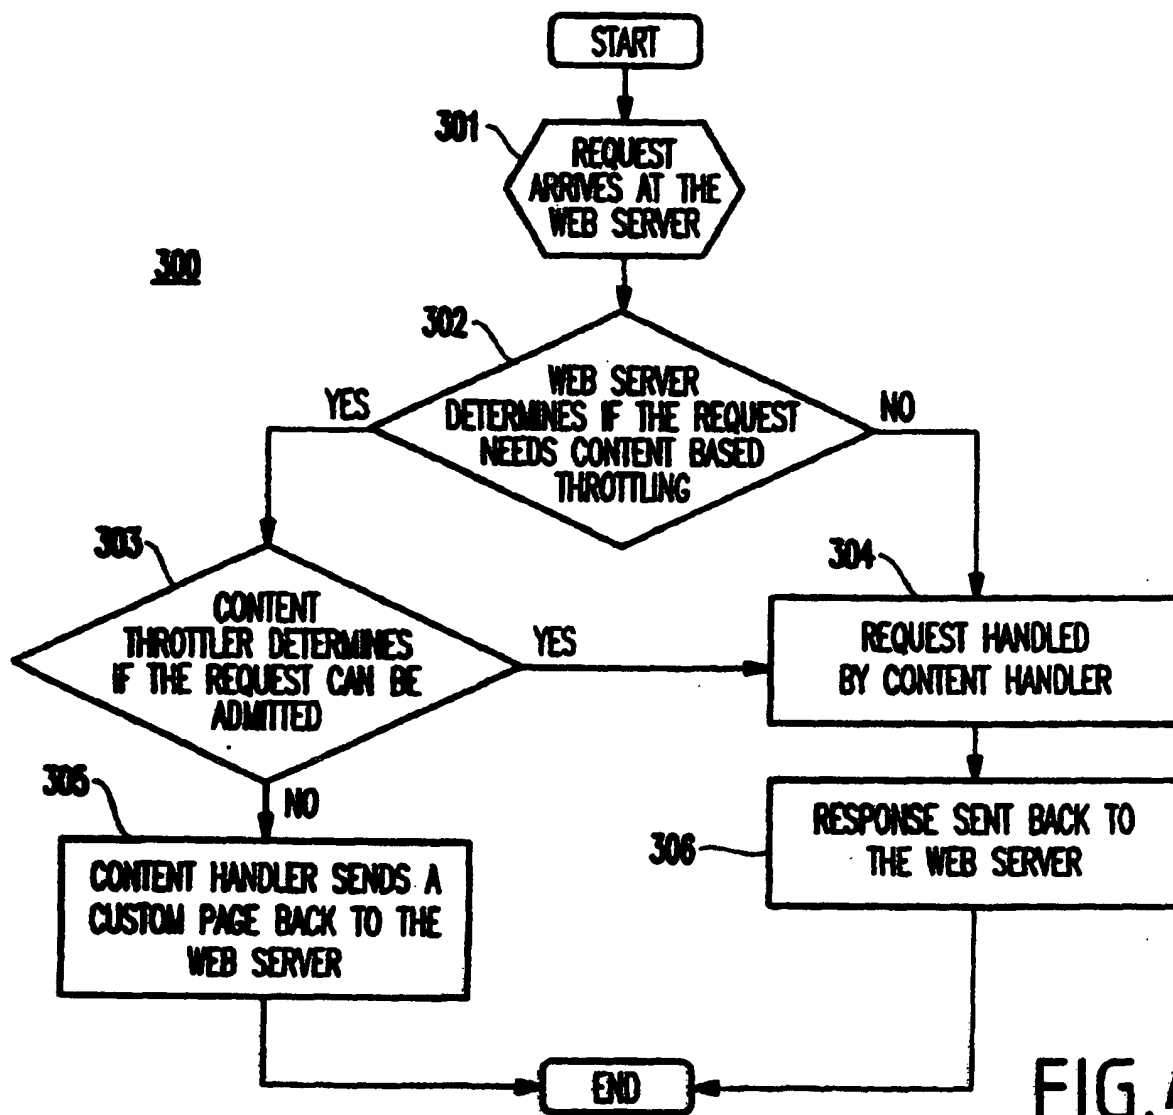 START
301
REQUEST
ARRIVES AT THE
WEB SERVER
300
302
WEB SERVER
DETERMINES IF THE REQUEST
NEEDS CONTENT BASED
THROTTLING
YES
NO
303
CONTENT
THROTTLER DETERMINES
IF THE REQUEST CAN BE
ADMITTED
YES
304
REQUEST HANDLED
BY CONTENT HANDLER
305
NO
CONTENT HANDLER SENDS A
CUSTOM PAGE BACK TO THE
WEB SERVER
306
RESPONSE SENT BACK TO
THE WEB SERVER
END
FIG.